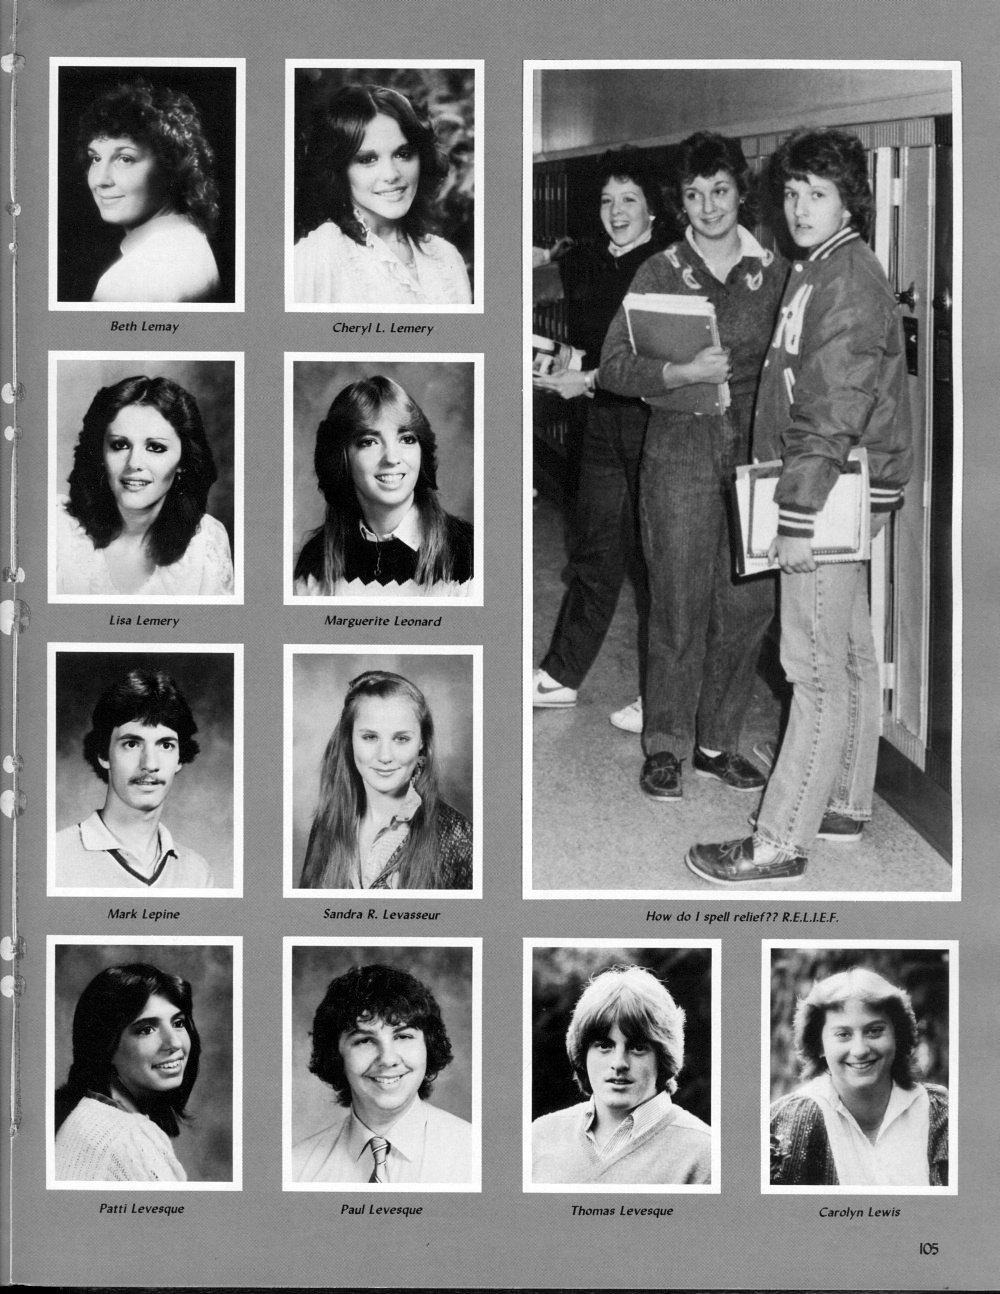 Beth Lemay
Cheryl L. Lemery
Lisa Lemery
Marguerite Leonard
Mark Lepine
Sandra R. Levasseur
How do I spell relief?? R.E.L.I.E.F.
Patti Levesque
Paul Levesque
Thomas Levesque
Carolyn Lewis
105